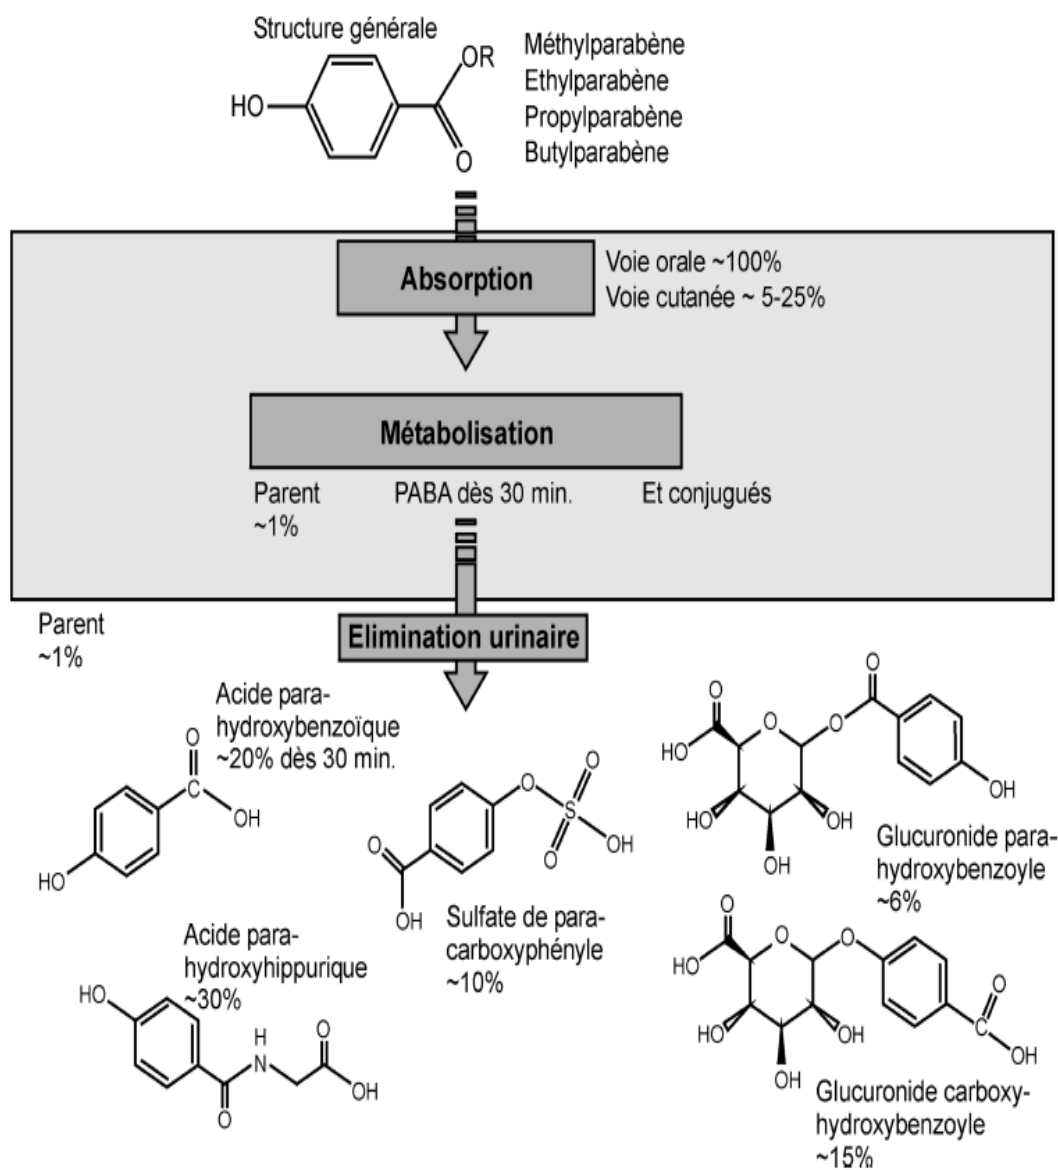 Structure générale
OR
HO
O
Méthylparabène
Ethylparabène
Propylparabène
Butylparabène
Absorption
Voie orale ~100%
Voie cutanée ~ 5-25%
Métabolisation
Parent
~1%
PABA dès 30 min.
Et conjugués
Parent
~1%
Elimination urinaire
Acide para-
hydroxybenzoïque
~20% dès 30 min.
O
C
OH
HO
O
O
S
O
OH
O
OH
Sulfate de para-
carboxyphényle
~10%
O
O
O
O
HO
HO
OH
OH
OH
Glucuronide para-
hydroxybenzoyle
~6%
Acide para-
hydroxyhippurique
~30%
HO
H
N
O
O
OH
O
O
O
HO
HO
OH
OH
O
C
OH
Glucuronide carboxy-
hydroxybenzoyle
~15%